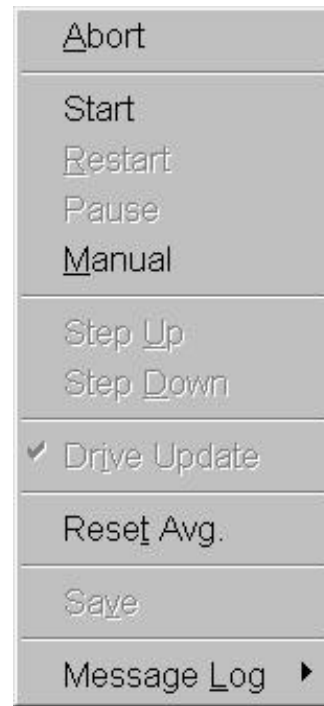 Abort
Start
Restart
Pause
Manual
Step Up
Step Down
Drive Update
Reset Avg.
Save
Message Log